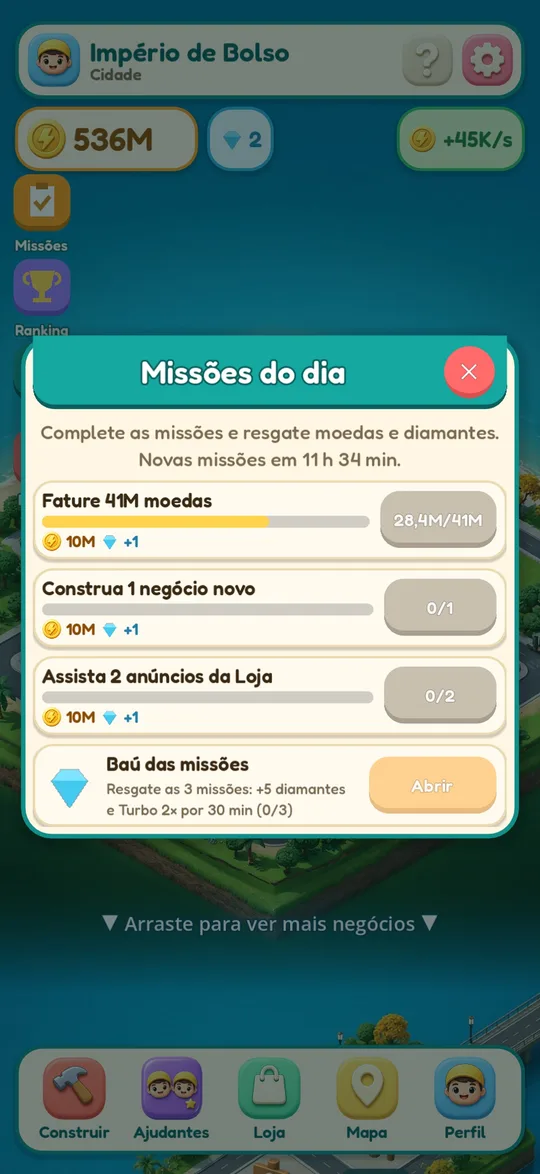 Império de Bolso
Cidade
?
536M
2
+45K/s
Missões
Ranking
Missões do dia
Complete as missões e resgate moedas e diamantes.
Novas missões em 11 h 34 min.
Fature 41M moedas
28,4M/41M
10M +1
Construa 1 negócio novo
0/1
10M +1
Assista 2 anúncios da Loja
0/2
10M +1
Baú das missões
Resgate as 3 missões: +5 diamantes
e Turbo 2× por 30 min (0/3)
Abrir
▼ Arraste para ver mais negócios ▼
Construir
Ajudantes
Loja
Mapa
Perfil